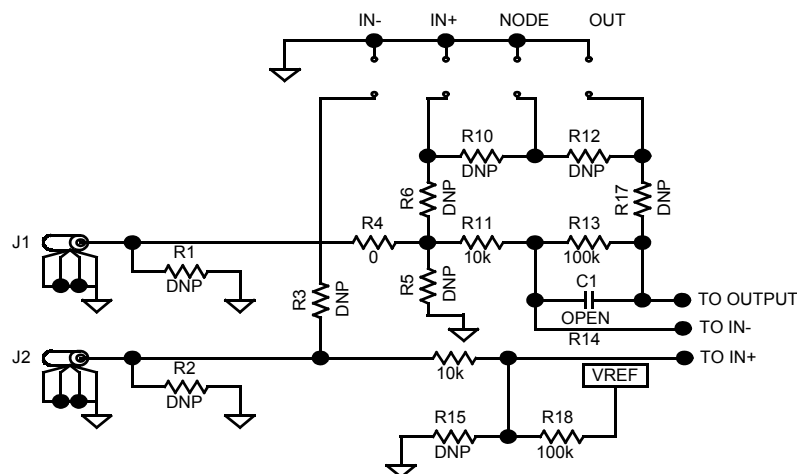 IN- IN+ NODE OUT
R10 R12
DNP DNP
R6 DNP R17 DNP
J1 R4 R11 R13
0 10k 100k
R1
DNP
R3 DNP R5 DNP C1
OPEN
TO OUTPUT
TO IN-
R14
J2 TO IN+
R2
DNP
10k
VREF
R15 R18
DNP 100k